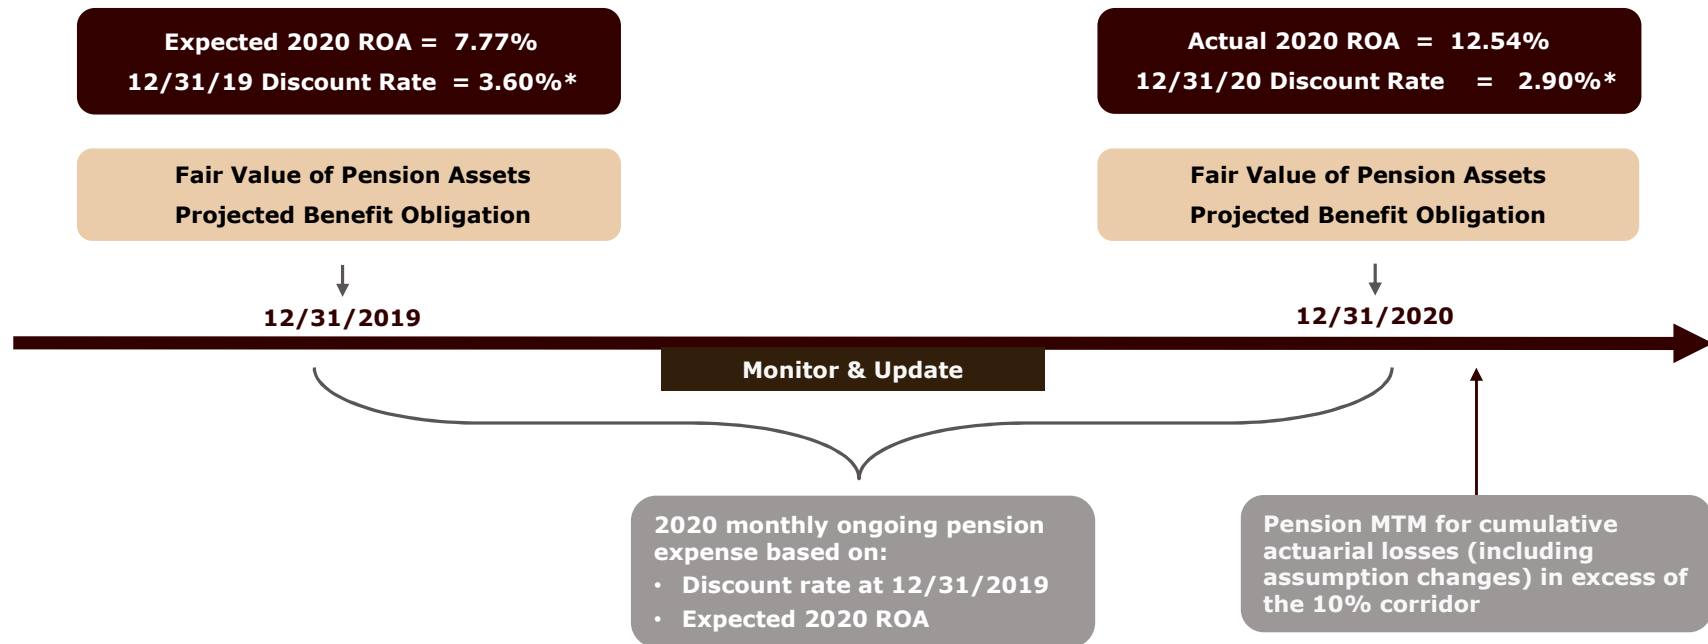 Expected 2020 ROA = 7.77%
12/31/19 Discount Rate = 3.60%*
Actual 2020 ROA = 12.54%
12/31/20 Discount Rate = 2.90%*
Fair Value of Pension Assets
Projected Benefit Obligation
Fair Value of Pension Assets
Projected Benefit Obligation
12/31/2019
12/31/2020
Monitor & Update
2020 monthly ongoing pension
expense based on:
• Discount rate at 12/31/2019
• Expected 2020 ROA
Pension MTM for cumulative
actuarial losses (including
assumption changes) in excess of
the 10% corridor